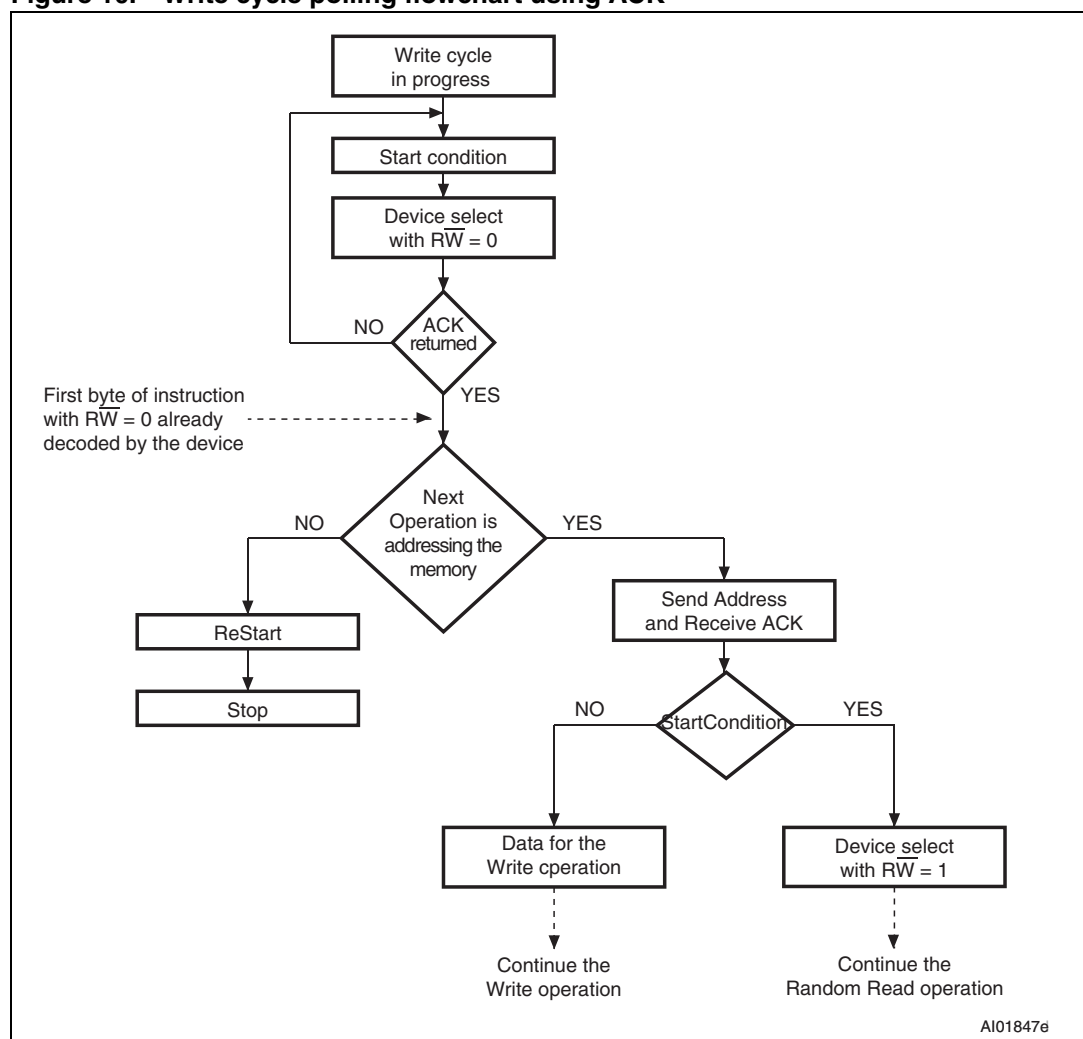 Figure 10. Write cycle polling flowchart using ACK
Write cycle
in progress
Start condition
Device select
with RW̅ = 0
NO
ACK
returned
YES
First byte of instruction
with RW̅ = 0 already
decoded by the device
NO
Next
Operation is
addressing the
memory
YES
Send Address
and Receive ACK
ReStart
Stop
NO
StartCondition
YES
Data for the
Write cperation
Device select
with RW̅ = 1
Continue the
Write operation
Continue the
Random Read operation
AI01847e